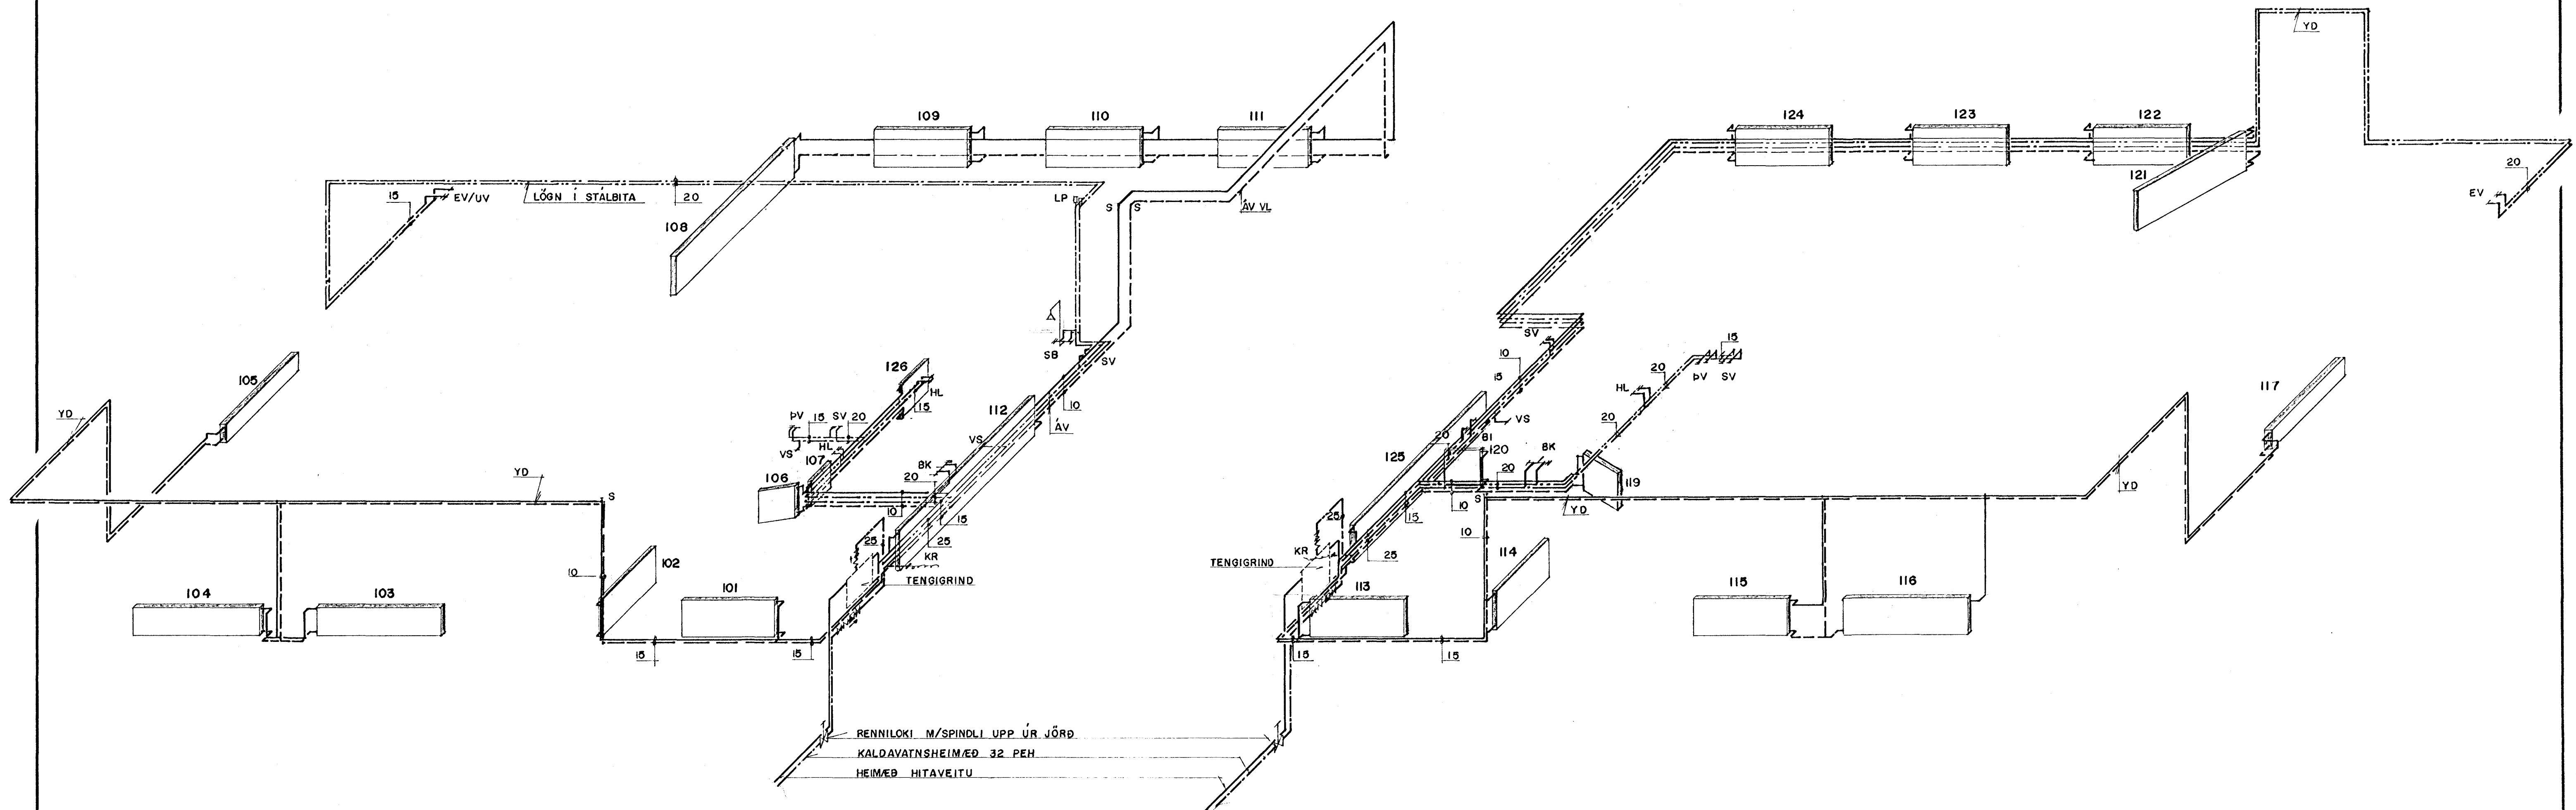 YD
109
110
111
124
123
122
121
15
EV/UV
LÖGN Í STÁLBITA
20
LP
S
S
ÁV VL
20
EV
108
SB
SV
SV
105
126
HL
15
112
10
ÁV
10
15
VS
HL
20
ÞV
SV
15
117
YD
ÞV
15
SV
20
VS
HL
107
106
VS
BK
20
10
15
25
25
KR
TENGIGRIND
YD
S
125
20
BI
120
BK
20
20
119
S
10
15
YD
YD
25
25
KR
TENGIGRIND
10
114
10
102
104
103
101
113
115
116
15
15
15
15
RENNILOKI M/SPINDLI UPP ÚR JÖRÐ
KALDAVATNSHEIMÆÐ 32 PEH
HEIMÆÐ HITAVEITU